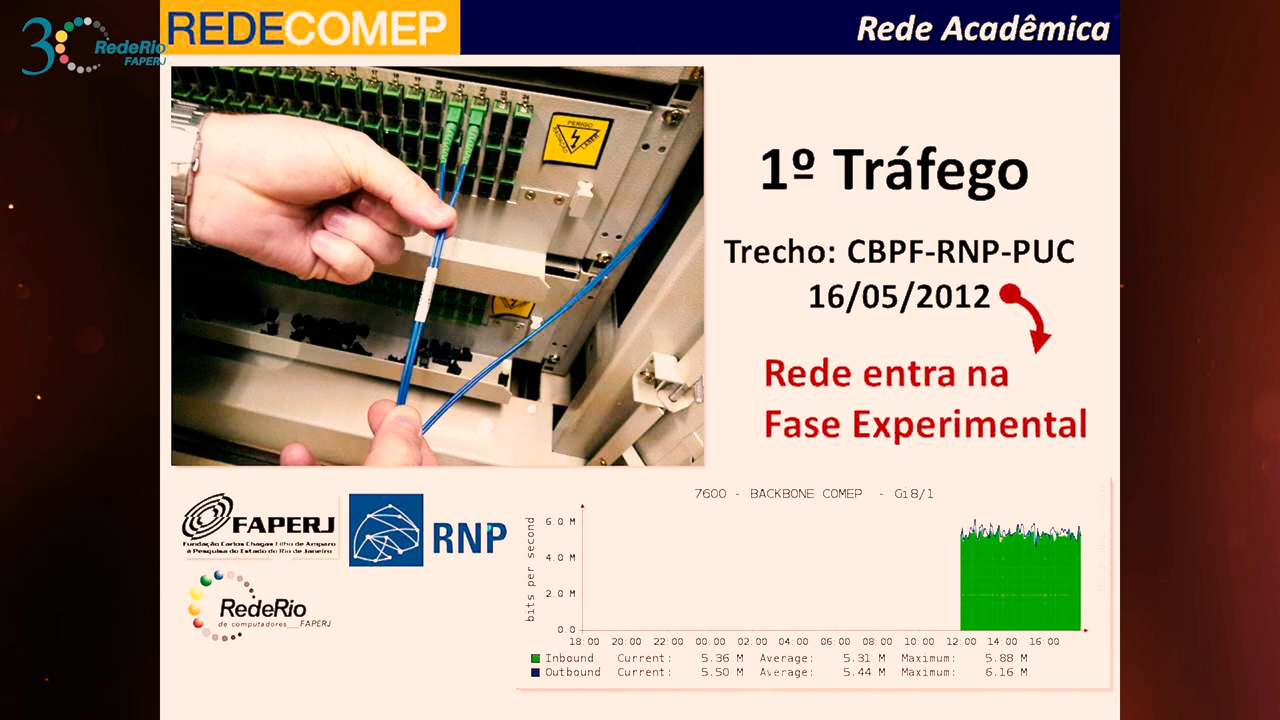 30 RedeRio
FAPERJ
REDECOMEP
Rede Acadêmica
PERIGO
1º Tráfego
Trecho: CBPF-RNP-PUC
16/05/2012
Rede entra na
Fase Experimental
FAPERJ
Fundação Carlos Chagas Filho de Amparo
à Pesquisa do Estado do Rio de Janeiro
RNP
RedeRio
de computadores__FAPERJ
7600 - BACKBONE COMEP - Gi8/1
bits per second
6.0 M
4.0 M
2.0 M
0.0
18:00 20:00 22:00 00:00 02:00 04:00 06:00 08:00 10:00 12:00 14:00 16:00
Inbound Current: 5.36 M Average: 5.31 M Maximum: 5.88 M
Outbound Current: 5.50 M Average: 5.44 M Maximum: 6.16 M